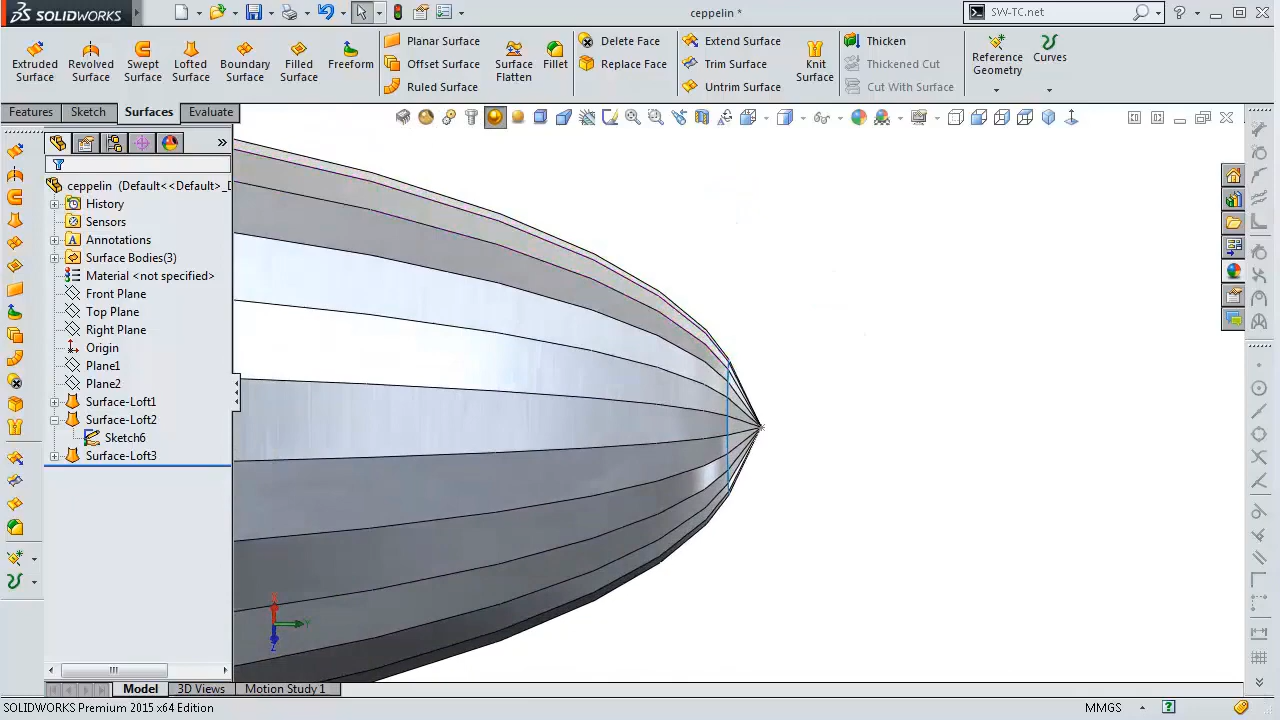 SOLIDWORKS
ceppelin *
SW-TC.net
Extruded Surface
Revolved Surface
Swept Surface
Lofted Surface
Boundary Surface
Filled Surface
Freeform
Planar Surface
Offset Surface
Ruled Surface
Surface Flatten
Fillet
Delete Face
Replace Face
Extend Surface
Trim Surface
Untrim Surface
Knit Surface
Thicken
Thickened Cut
Cut With Surface
Reference Geometry
Curves
Features
Sketch
Surfaces
Evaluate
ceppelin (Default<<Default>_D
History
Sensors
Annotations
Surface Bodies(3)
Material <not specified>
Front Plane
Top Plane
Right Plane
Origin
Plane1
Plane2
Surface-Loft1
Surface-Loft2
Sketch6
Surface-Loft3
X
Y
Z
Model
3D Views
Motion Study 1
SOLIDWORKS Premium 2015 x64 Edition
MMGS